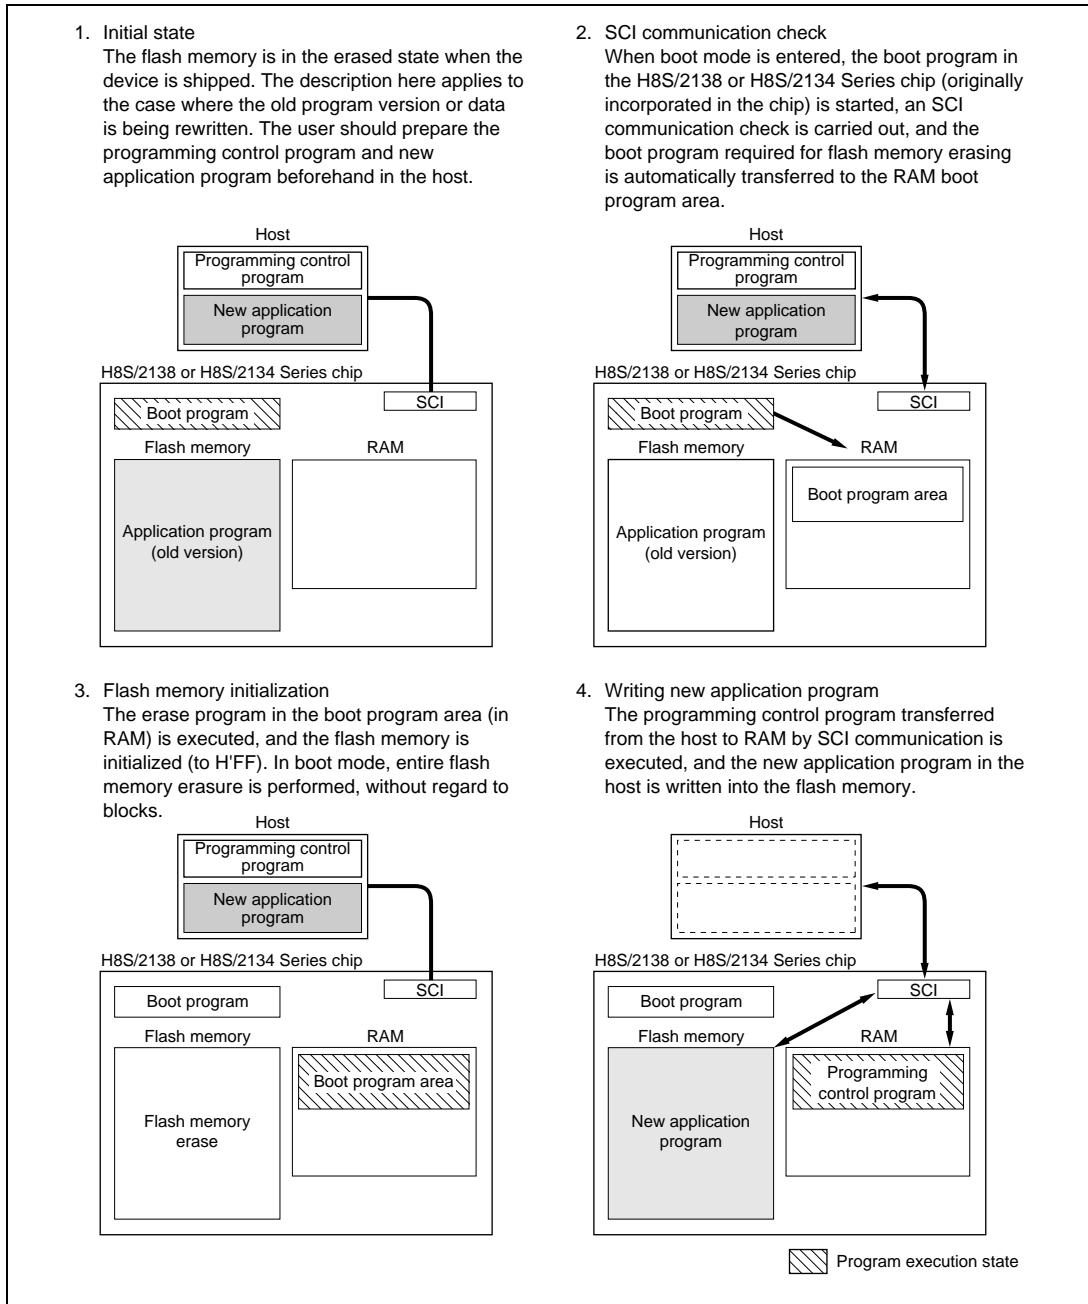 1. Initial state
The flash memory is in the erased state when the
device is shipped. The description here applies to
the case where the old program version or data
is being rewritten. The user should prepare the
programming control program and new
application program beforehand in the host.
Host
Programming control
program
New application
program
H8S/2138 or H8S/2134 Series chip
SCI
Boot program
Flash memory
RAM
Application program
(old version)
2. SCI communication check
When boot mode is entered, the boot program in
the H8S/2138 or H8S/2134 Series chip (originally
incorporated in the chip) is started, an SCI
communication check is carried out, and the
boot program required for flash memory erasing
is automatically transferred to the RAM boot
program area.
Host
Programming control
program
New application
program
H8S/2138 or H8S/2134 Series chip
SCI
Boot program
Flash memory
RAM
Boot program area
Application program
(old version)
3. Flash memory initialization
The erase program in the boot program area (in
RAM) is executed, and the flash memory is
initialized (to H'FF). In boot mode, entire flash
memory erasure is performed, without regard to
blocks.
Host
Programming control
program
New application
program
H8S/2138 or H8S/2134 Series chip
SCI
Boot program
Flash memory
RAM
Boot program area
Flash memory
erase
4. Writing new application program
The programming control program transferred
from the host to RAM by SCI communication is
executed, and the new application program in the
host is written into the flash memory.
Host
H8S/2138 or H8S/2134 Series chip
SCI
Boot program
Flash memory
RAM
Programming
control program
New application
program
Program execution state